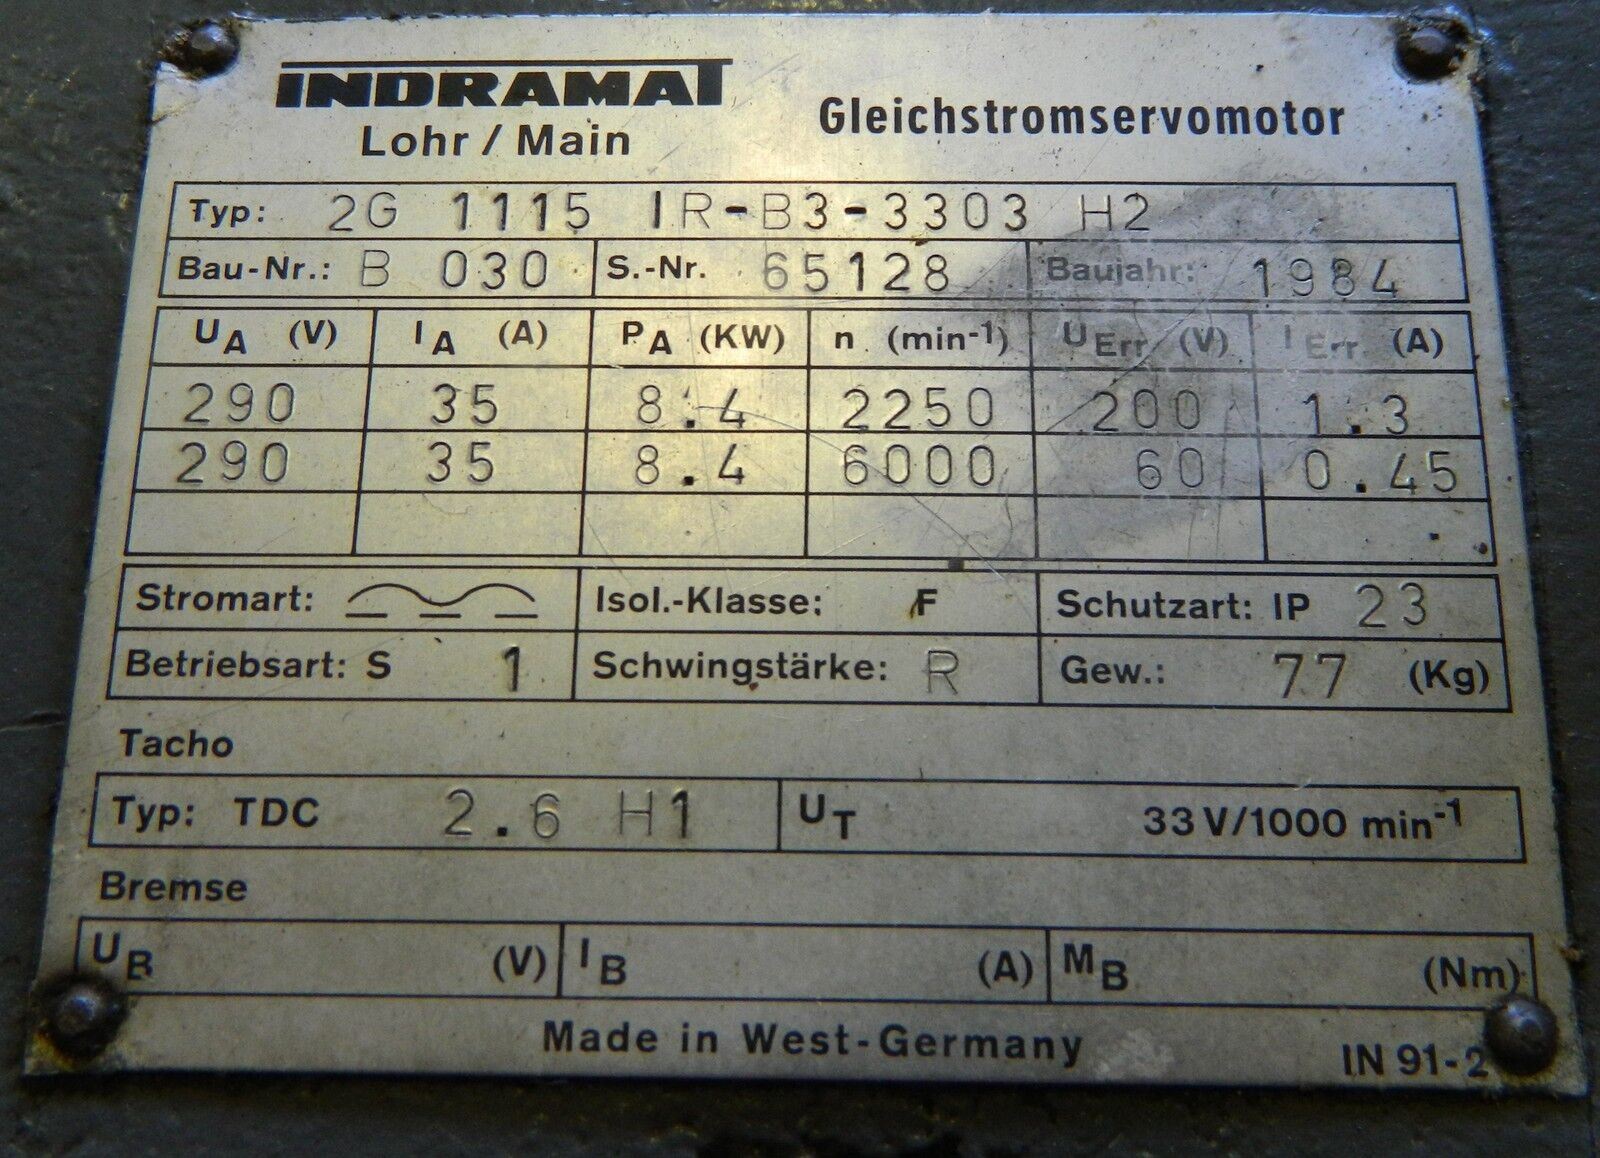 INDRAMAT
Lohr / Main
Gleichstromservomotor
Typ: 2G 1115 IR-B3-3303 H2
Bau-Nr.: B 030 S.-Nr. 65128 Baujahr: 1984
UA (V) IA (A) PA (KW) n (min-1) UErr. (V) IErr. (A)
290 35 8.4 2250 200 1.3
290 35 8.4 6000 60 0.45
Stromart: Isol.-Klasse: F Schutzart: IP 23
Betriebsart: S 1 Schwingstärke: R Gew.: 77 (Kg)
Tacho
Typ: TDC 2.6 H1 UT 33 V/1000 min-1
Bremse
UB (V) IB (A) MB (Nm)
Made in West-Germany
IN 91-2